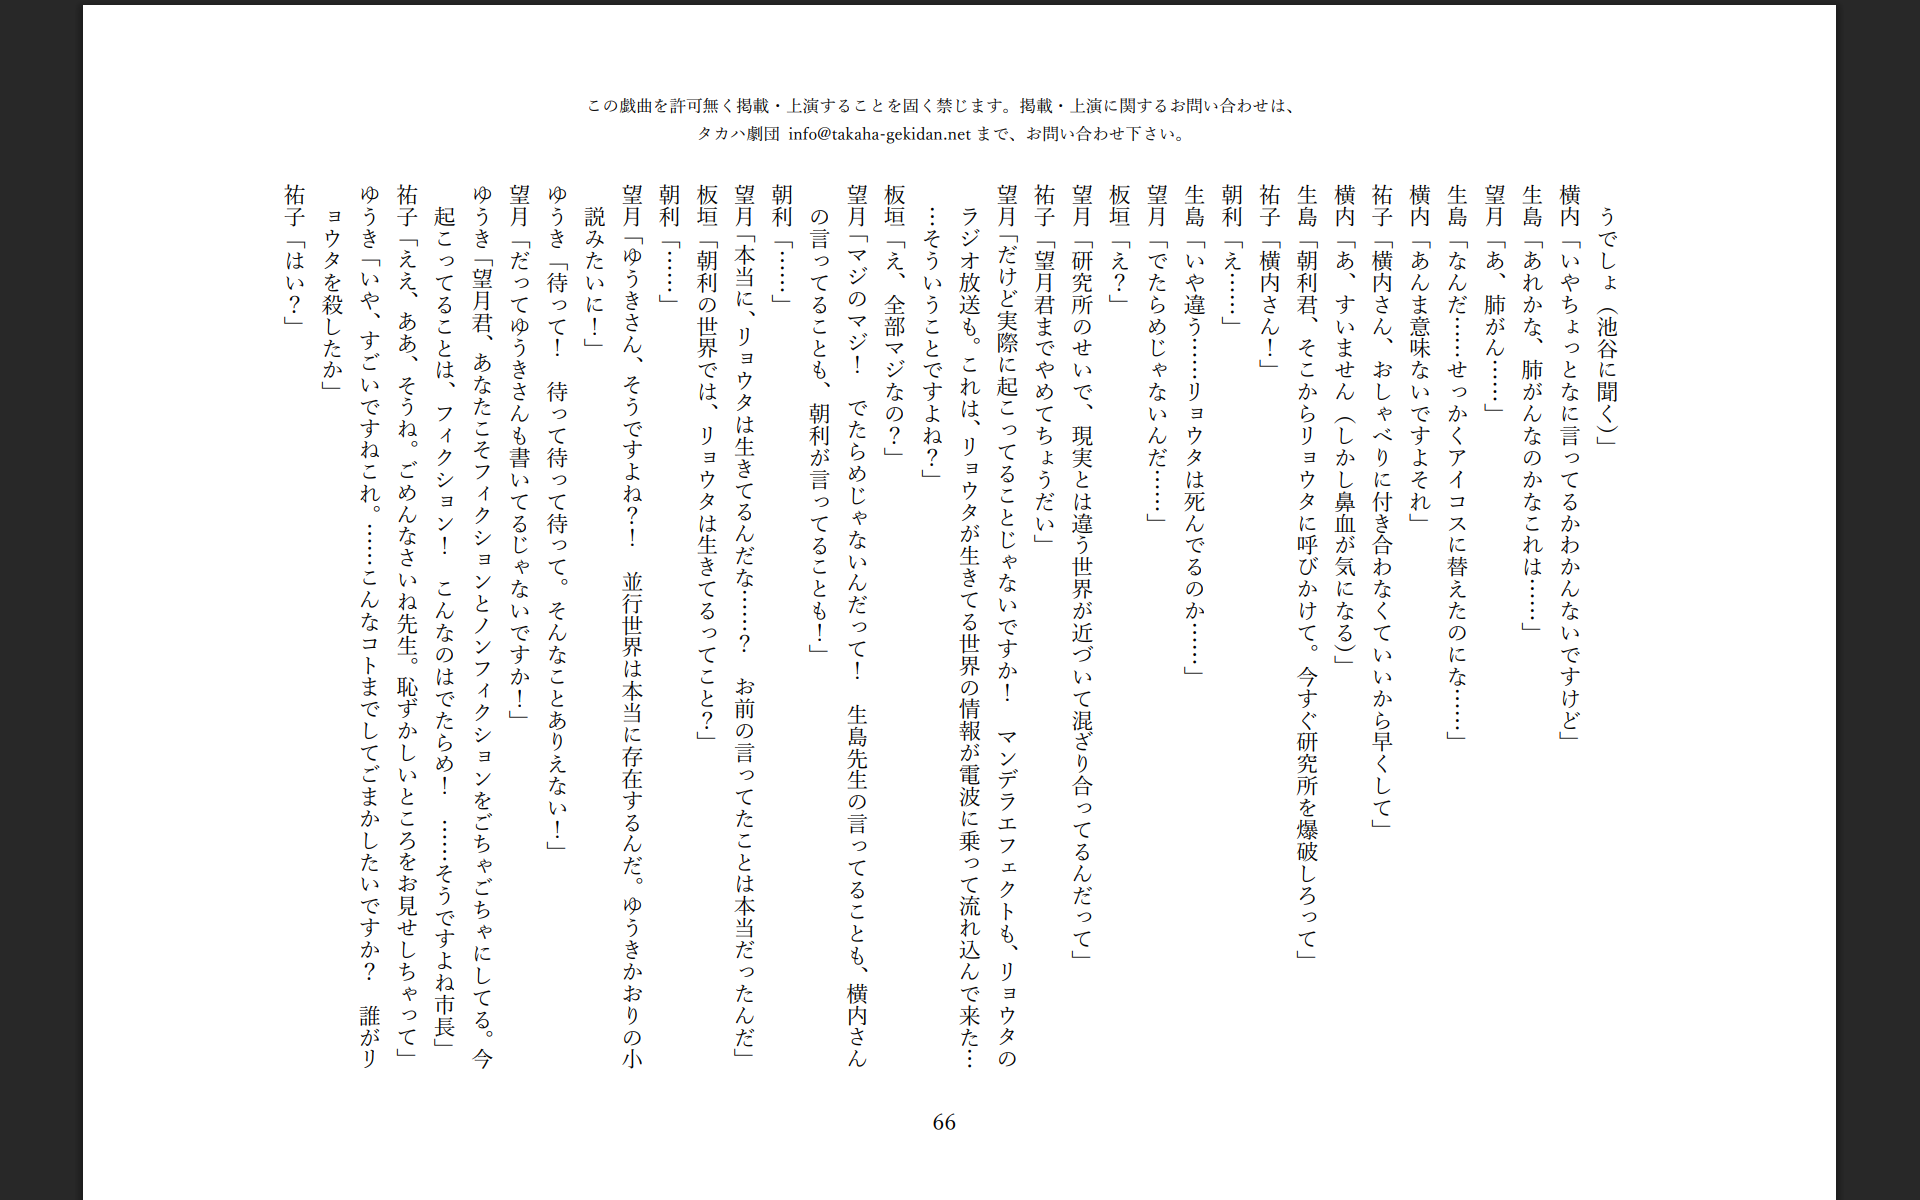 この戯曲を許可無く掲載・上演することを固く禁じます。掲載・上演に関するお問い合わせは、
タカハ劇団 info@takaha-gekidan.net まで、お問い合わせ下さい。
うでしょ（池谷に聞く）」
横内「いやちょっとなに言ってるかわかんないですけど」
生島「あれかな、肺がんなのかなこれは……」
望月「あ、肺がん……」
生島「なんだ……せっかくアイコスに替えたのにな……」
横内「あんま意味ないですよそれ」
祐子「横内さん、おしゃべりに付き合わなくていいから早くして」
横内「あ、すいません（しかし鼻血が気になる）」
生島「朝利君、そこからリョウタに呼びかけて。今すぐ研究所を爆破しろって」
祐子「横内さん！」
朝利「え……」
生島「いや違う……リョウタは死んでるのか……」
望月「でたらめじゃないんだ……」
板垣「え？」
望月「研究所のせいで、現実とは違う世界が近づいて混ざり合ってるんだって」
祐子「望月君までやめてちょうだい」
望月「だけど実際に起こってることじゃないですか！　マンデラエフェクトも、リョウタの
ラジオ放送も。これは、リョウタが生きてる世界の情報が電波に乗って流れ込んで来た…
…そういうことですよね？」
板垣「え、全部マジなの？」
望月「マジのマジ！　でたらめじゃないんだって！　生島先生の言ってることも、横内さん
の言ってることも、朝利が言ってることも！」
朝利「……」
望月「本当に、リョウタは生きてるんだな……？　お前の言ってたことは本当だったんだ」
板垣「朝利の世界では、リョウタは生きてるってこと？」
朝利「……」
望月「ゆうきさん、そうですよね？！　並行世界は本当に存在するんだ。ゆうきかおりの小
説みたいに！」
ゆうき「待って！　待って待って待って。そんなことありえない！」
望月「だってゆうきさんも書いてるじゃないですか！」
ゆうき「望月君、あなたこそフィクションとノンフィクションをごちゃごちゃにしてる。今
起こってることは、フィクション！　こんなのはでたらめ！　……そうですよね市長」
祐子「ええ、ああ、そうね。ごめんなさいね先生。恥ずかしいところをお見せしちゃって」
ゆうき「いや、すごいですねこれ。……こんなコトまでしてごまかしたいですか？　誰がリ
ョウタを殺したか」
祐子「はい？」
66